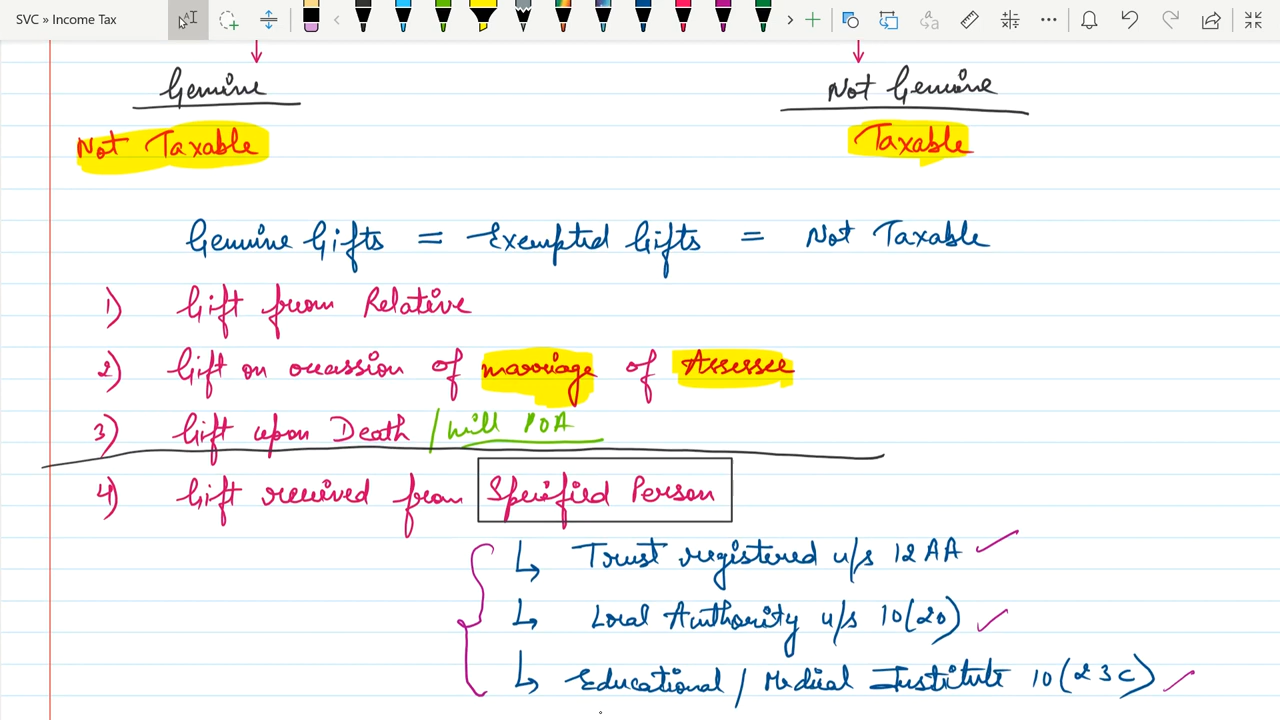 SVC » Income Tax
Genuine Not Genuine
Not Taxable Taxable
Genuine Gifts = Exempted Gifts = Not Taxable
1) Gift from Relative
2) Gift on occassion of marriage of Assessee
3) Gift upon Death / Will POA
4) Gift received from Specified Person
↳ Trust registered u/s 12AA ✓
↳ Local Authority u/s 10(20) ✓
↳ Educational / Medical Institute 10(23C) ✓